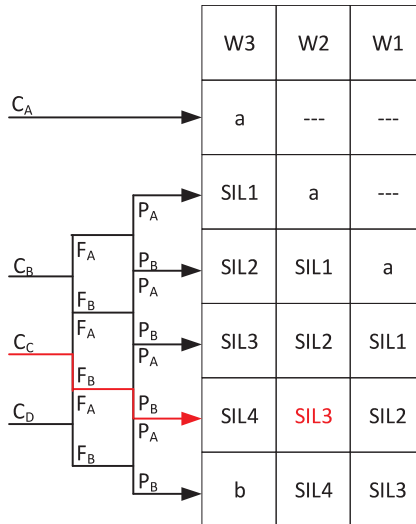 W3 W2 W1
C_A a --- ---
P_A SIL1 a ---
F_A
C_B P_B SIL2 SIL1 a
P_A
F_B
F_A P_B SIL3 SIL2 SIL1
C_C P_A
F_B
F_A P_B SIL4 SIL3 SIL2
C_D P_A
F_B
P_B b SIL4 SIL3